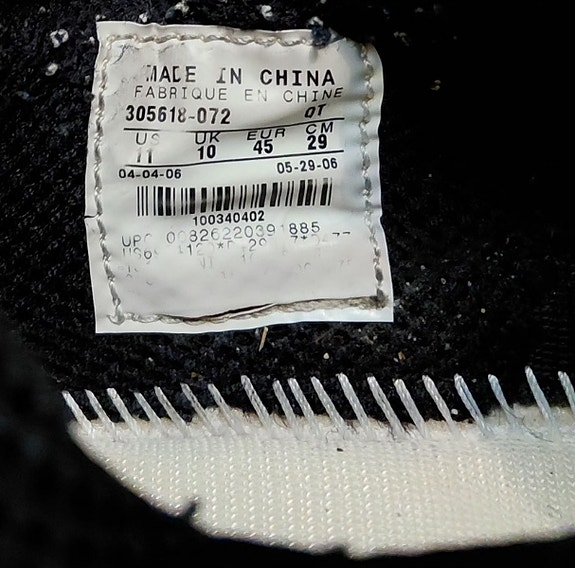 MADE IN CHINA
FABRIQUE EN CHINE
305618-072 QT
US UK EUR CM
11 10 45 29
04-04-06 05-29-06
100340402
UPC